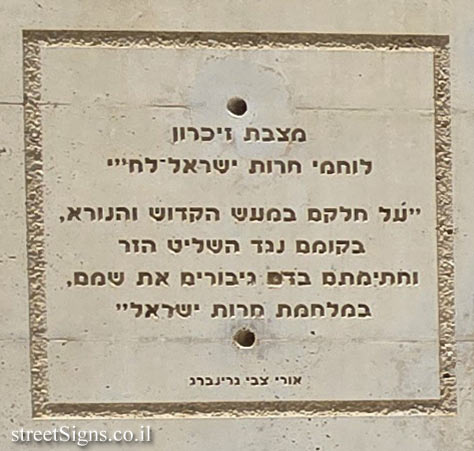 מצבת זיכרון
לוחמי חרות ישראל-לח״י
״על חלקם במעש הקדוש והנורא,
בקומם נגד השליט הזר
וחתימתם בדם גיבורים את שמם,
במלחמת חרות ישראל״
אורי צבי גרינברג
streetSigns.co.il